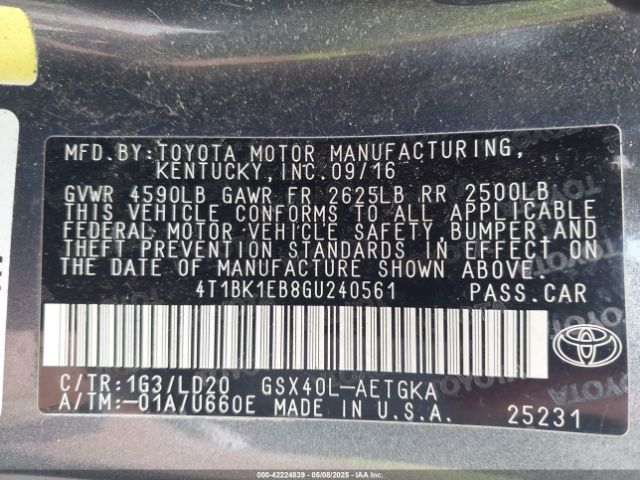 MFD.BY:TOYOTA MOTOR MANUFACTURING,
KENTUCKY,INC.09/16
GVWR 4590LB GAWR FR 2625LB RR 2500LB
THIS VEHICLE CONFORMS TO ALL APPLICABLE
FEDERAL MOTOR VEHICLE SAFETY, BUMPER,AND
THEFT PREVENTION STANDARDS IN EFFECT ON
THE DATE OF MANUFACTURE SHOWN ABOVE.
4T1BK1EB8GU240561 PASS.CAR
C/TR:1G3/LD20 GSX40L-AETGKA
A/TM:-01A/U660E MADE IN U.S.A. 25231
TOYOTA
000-42224839 05/08/2025 IAAI.COM